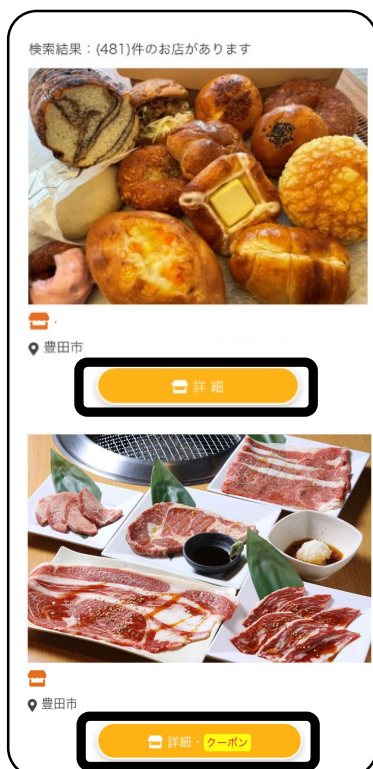 検索結果：(481)件のお店があります
豊田市
詳 細
豊田市
詳細・クーポン